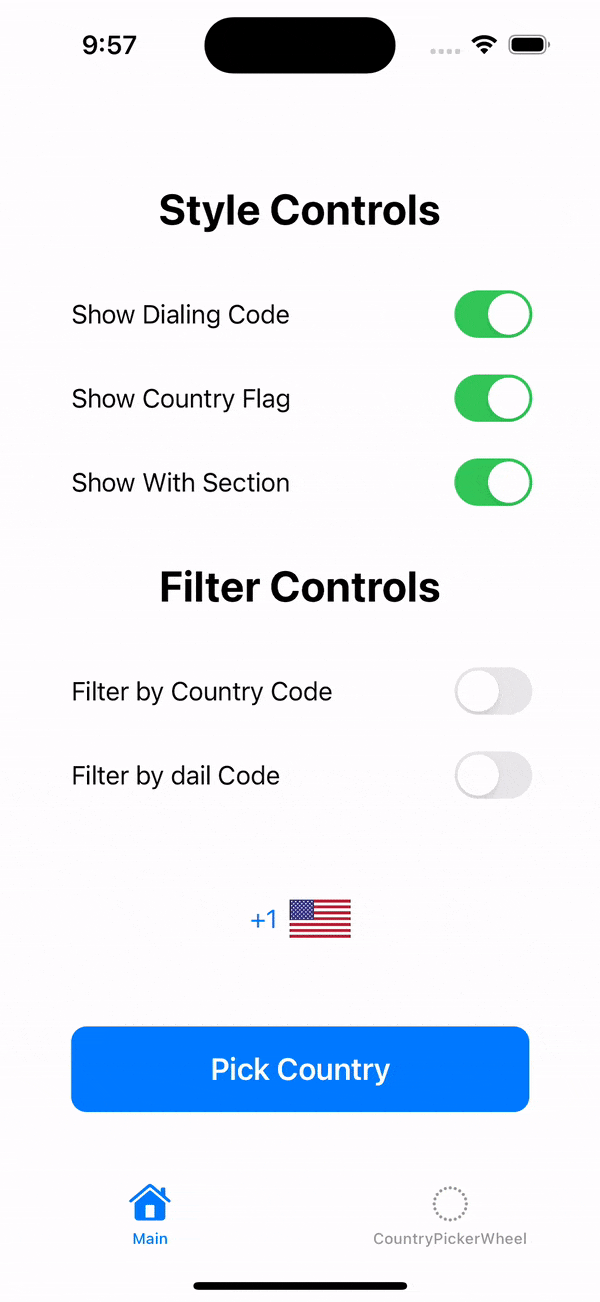 9:57
Style Controls
Show Dialing Code
Show Country Flag
Show With Section
Filter Controls
Filter by Country Code
Filter by dail Code
+1
Pick Country
Main
CountryPickerWheel